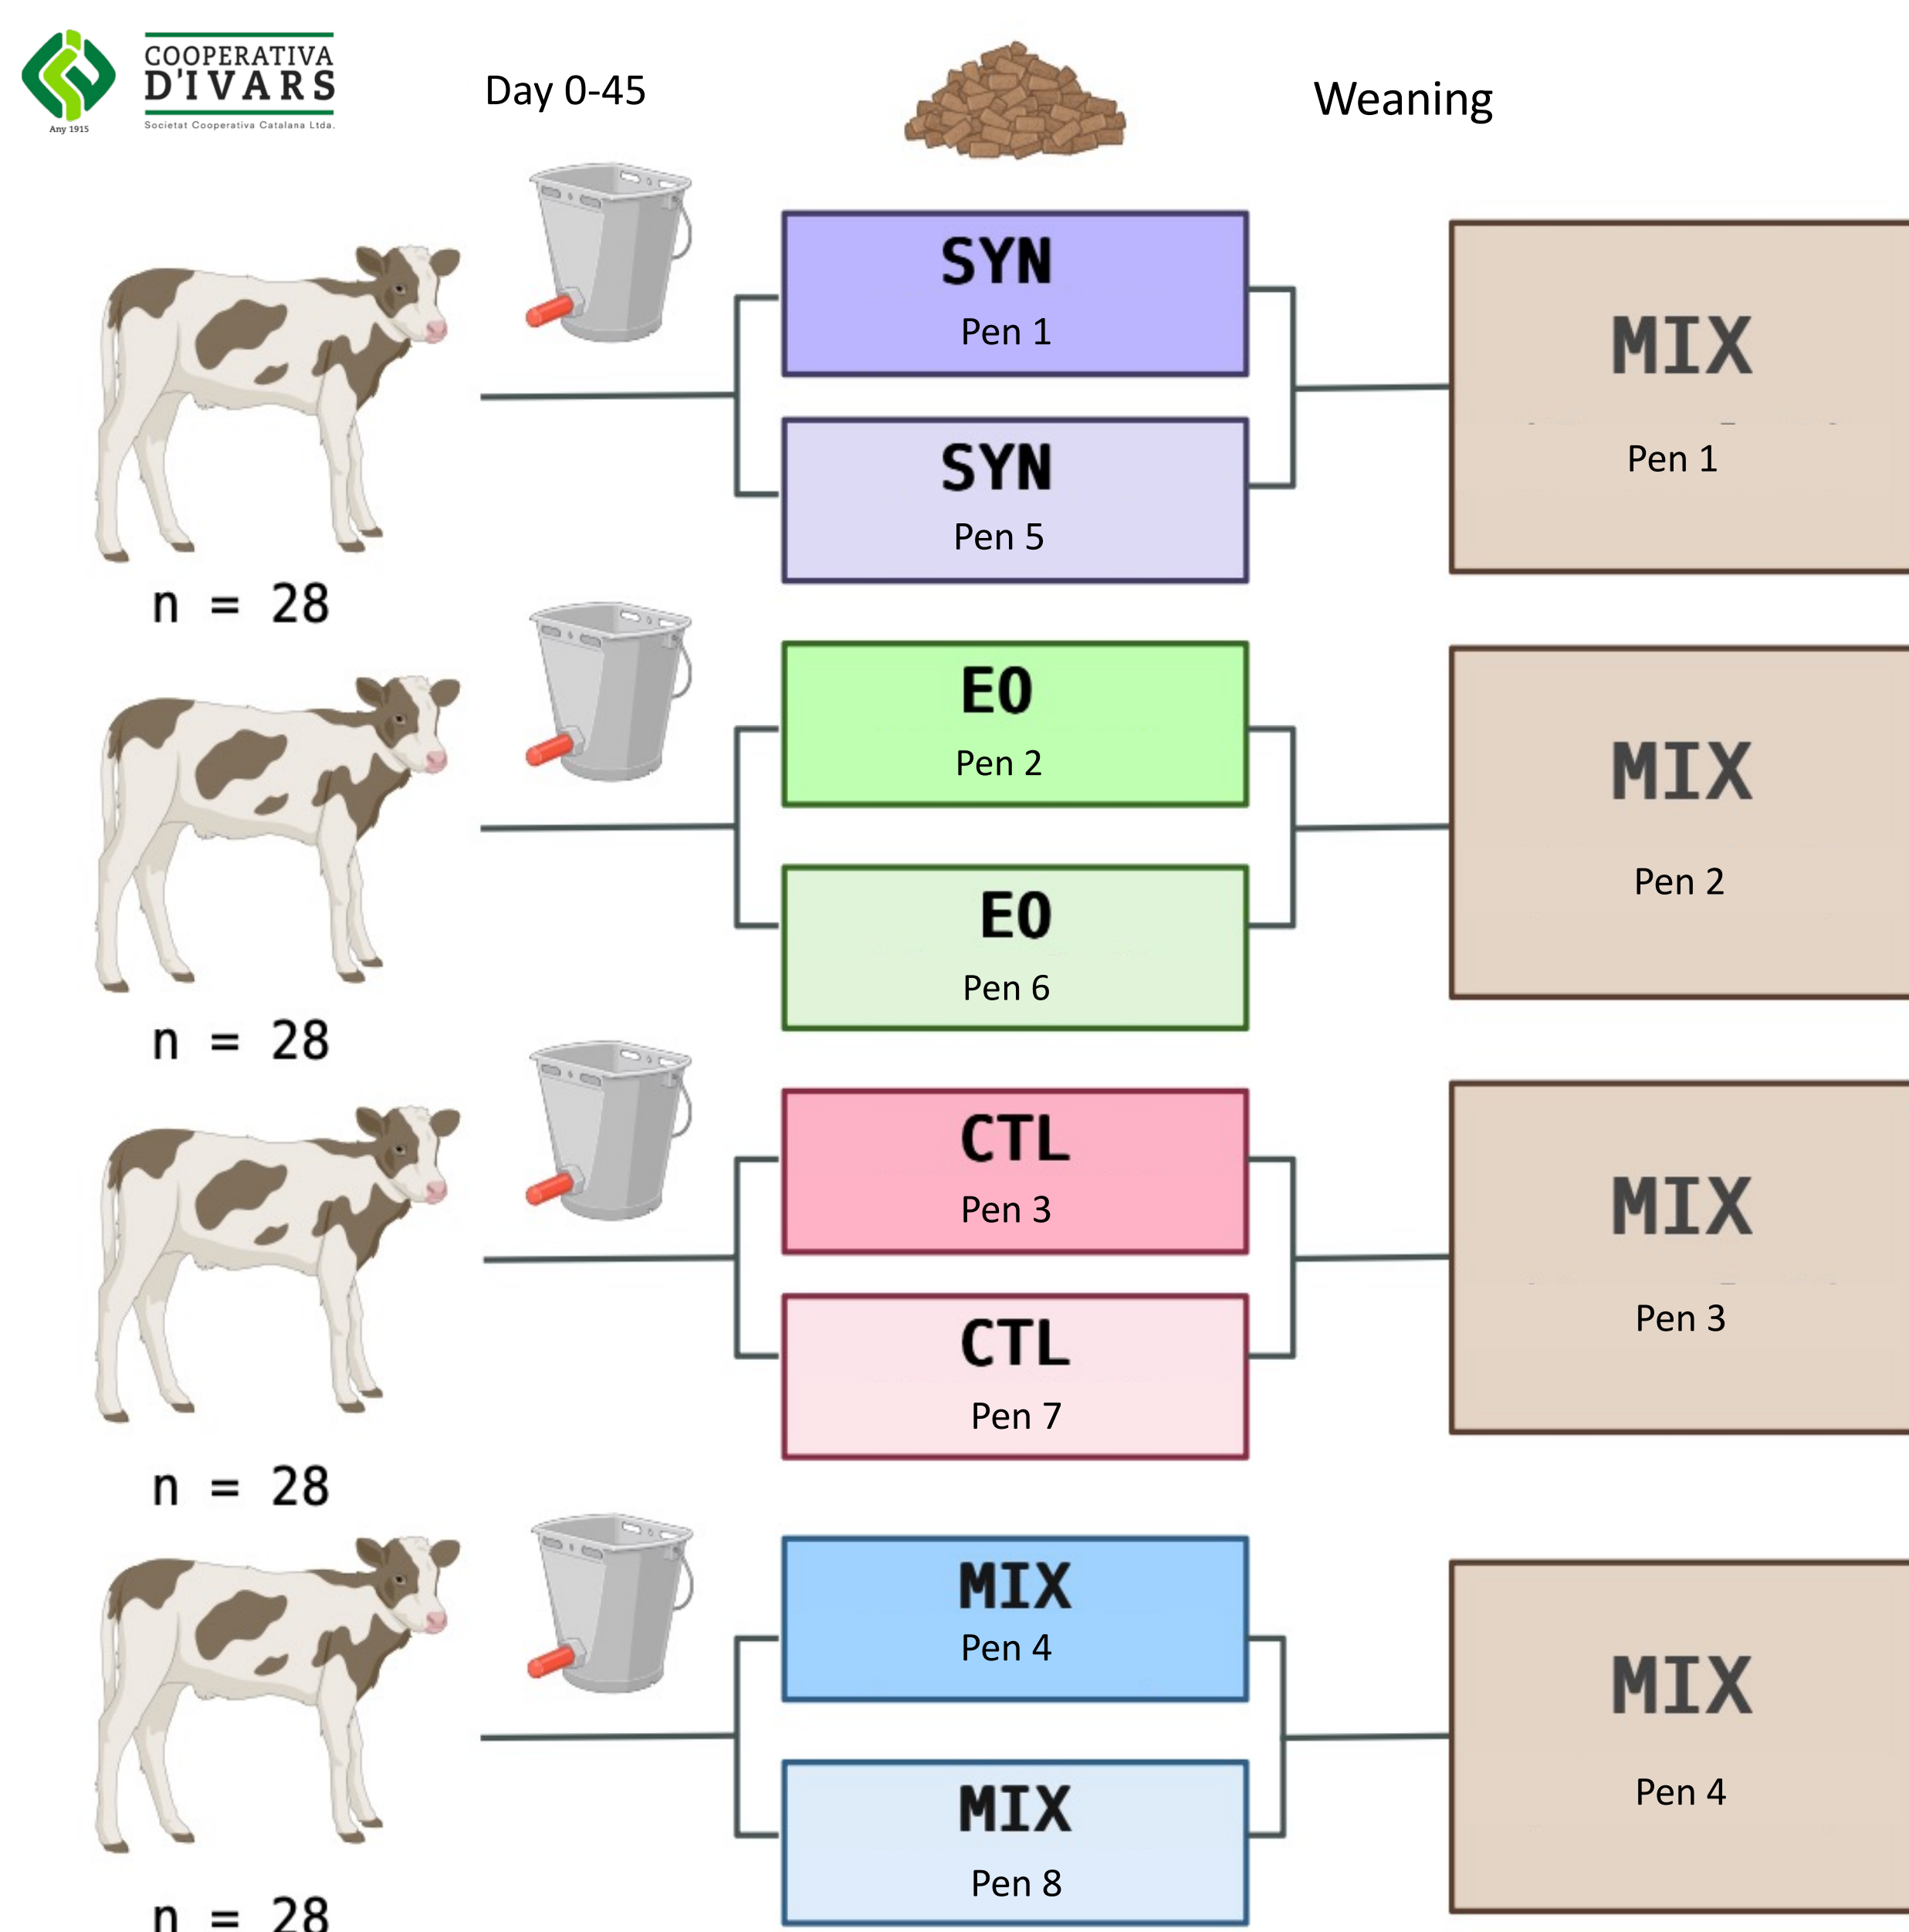 COOPERATIVA
D'IVARS
Any 1915
Societat Cooperativa Catalana Ltda.
Day 0-45
Weaning
SYN
Pen 1
SYN
Pen 5
MIX
Pen 1
n = 28
EO
Pen 2
EO
Pen 6
MIX
Pen 2
n = 28
CTL
Pen 3
CTL
Pen 7
MIX
Pen 3
n = 28
MIX
Pen 4
MIX
Pen 8
MIX
Pen 4
n = 28